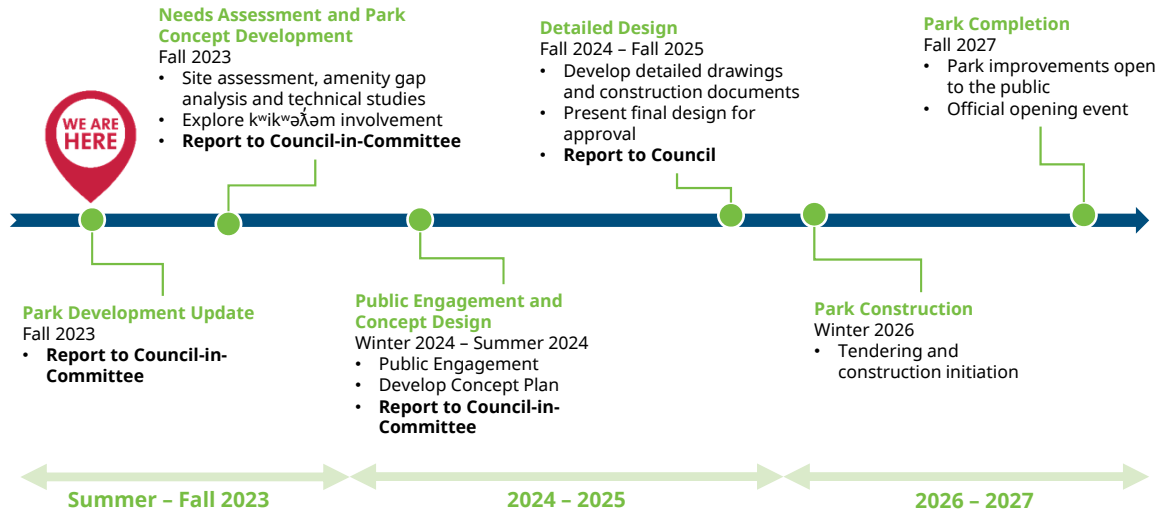 Needs Assessment and Park
Concept Development
Fall 2023
• Site assessment, amenity gap
analysis and technical studies
• Explore kʷikʷəƛ̓əm involvement
• Report to Council-in-Committee
Detailed Design
Fall 2024 – Fall 2025
• Develop detailed drawings
and construction documents
• Present final design for
approval
• Report to Council
Park Completion
Fall 2027
• Park improvements open
to the public
• Official opening event
WE ARE
HERE
Park Development Update
Fall 2023
• Report to Council-in-
Committee
Public Engagement and
Concept Design
Winter 2024 – Summer 2024
• Public Engagement
• Develop Concept Plan
• Report to Council-in-
Committee
Park Construction
Winter 2026
• Tendering and
construction initiation
Summer – Fall 2023
2024 – 2025
2026 – 2027